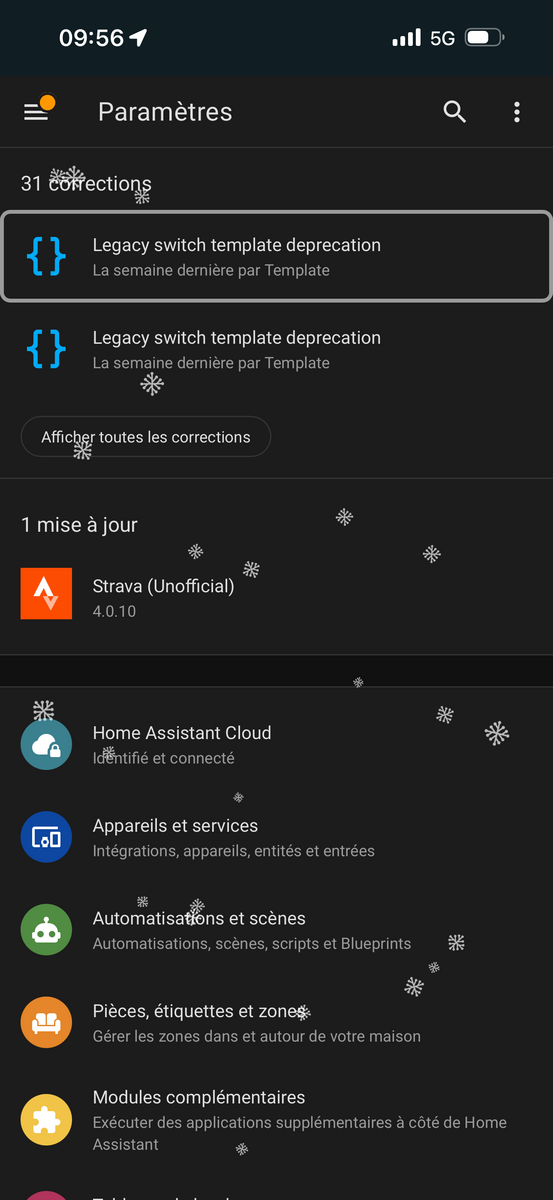 09:56
5G
Paramètres
31 corrections
Legacy switch template deprecation
La semaine dernière par Template
Legacy switch template deprecation
La semaine dernière par Template
Afficher toutes les corrections
1 mise à jour
Strava (Unofficial)
4.0.10
Home Assistant Cloud
Identifié et connecté
Appareils et services
Intégrations, appareils, entités et entrées
Automatisations et scènes
Automatisations, scènes, scripts et Blueprints
Pièces, étiquettes et zones
Gérer les zones dans et autour de votre maison
Modules complémentaires
Exécuter des applications supplémentaires à côté de Home
Assistant